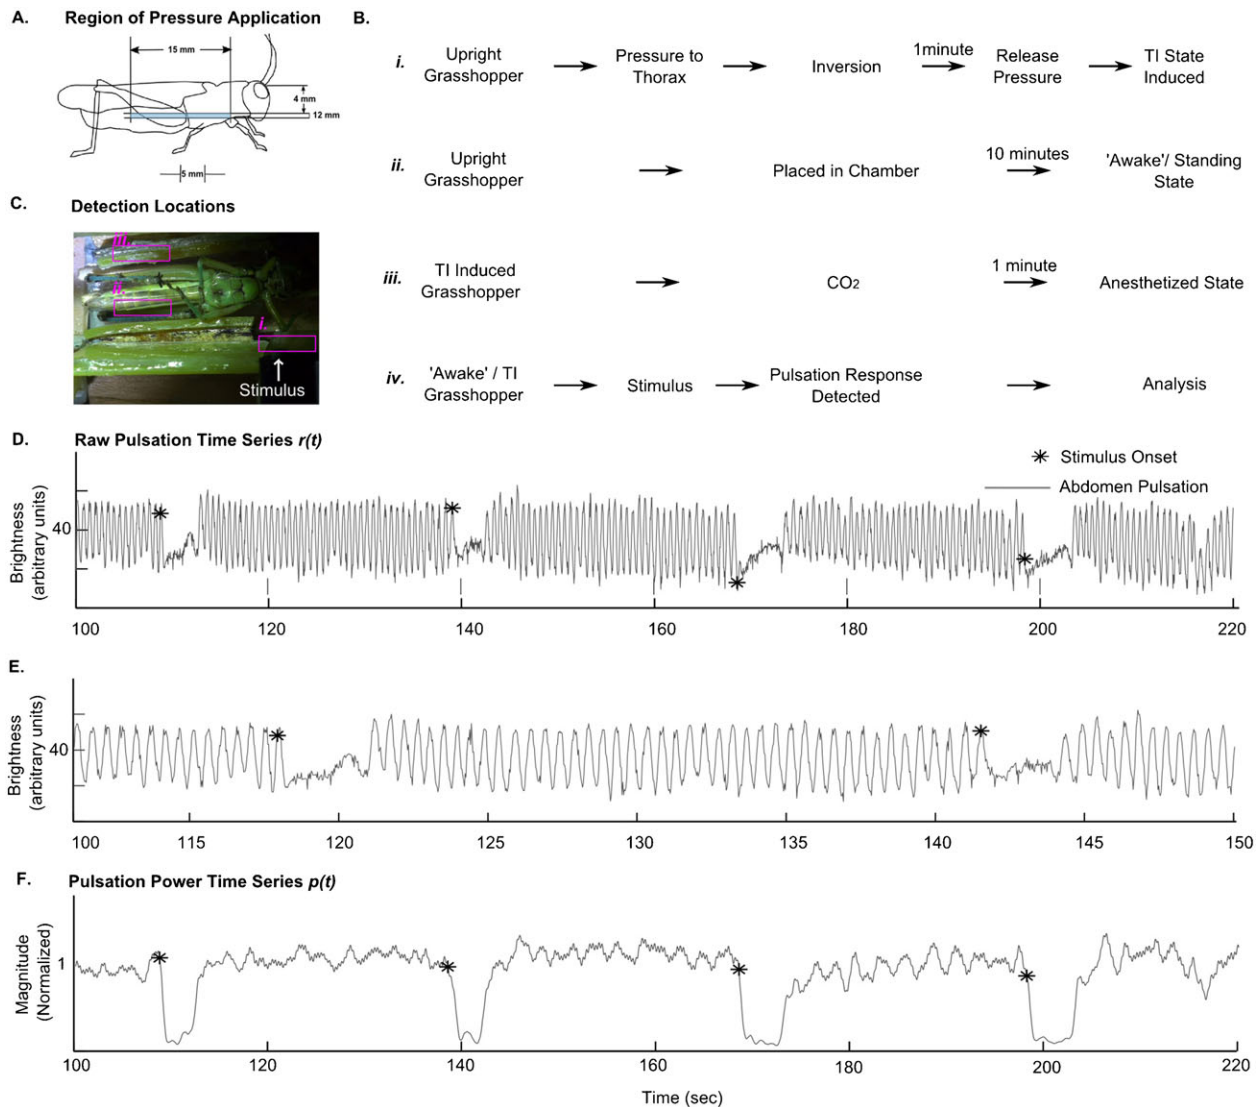 A. Region of Pressure Application
15 mm
4 mm
12 mm
5 mm
B.
i. Upright Grasshopper
Pressure to Thorax
Inversion
1minute
Release Pressure
TI State Induced
ii. Upright Grasshopper
Placed in Chamber
10 minutes
'Awake'/ Standing State
iii. TI Induced Grasshopper
CO2
1 minute
Anesthetized State
iv. 'Awake' / TI Grasshopper
Stimulus
Pulsation Response Detected
Analysis
C. Detection Locations
iii.
ii.
i.
Stimulus
D. Raw Pulsation Time Series r(t)
Stimulus Onset
Abdomen Pulsation
Brightness
(arbitrary units)
40
100 120 140 160 180 200 220
E.
Brightness
(arbitrary units)
40
100 115 120 125 130 135 140 145 150
F. Pulsation Power Time Series p(t)
Magnitude
(Normalized)
1
100 120 140 160 180 200 220
Time (sec)